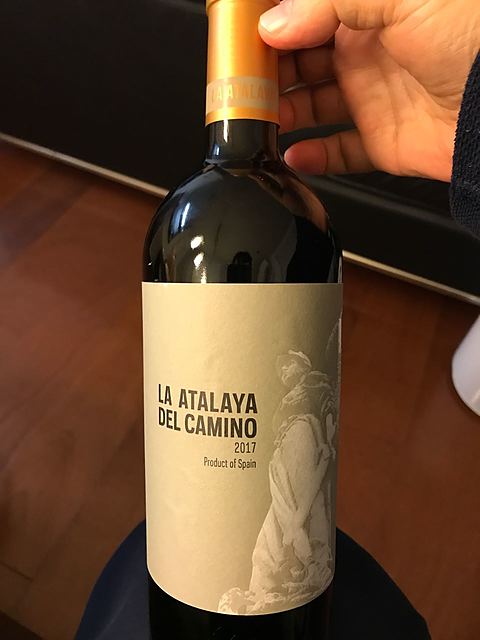 LA ATALAYA
LA ATALAYA
DEL CAMINO
2017
Product of Spain